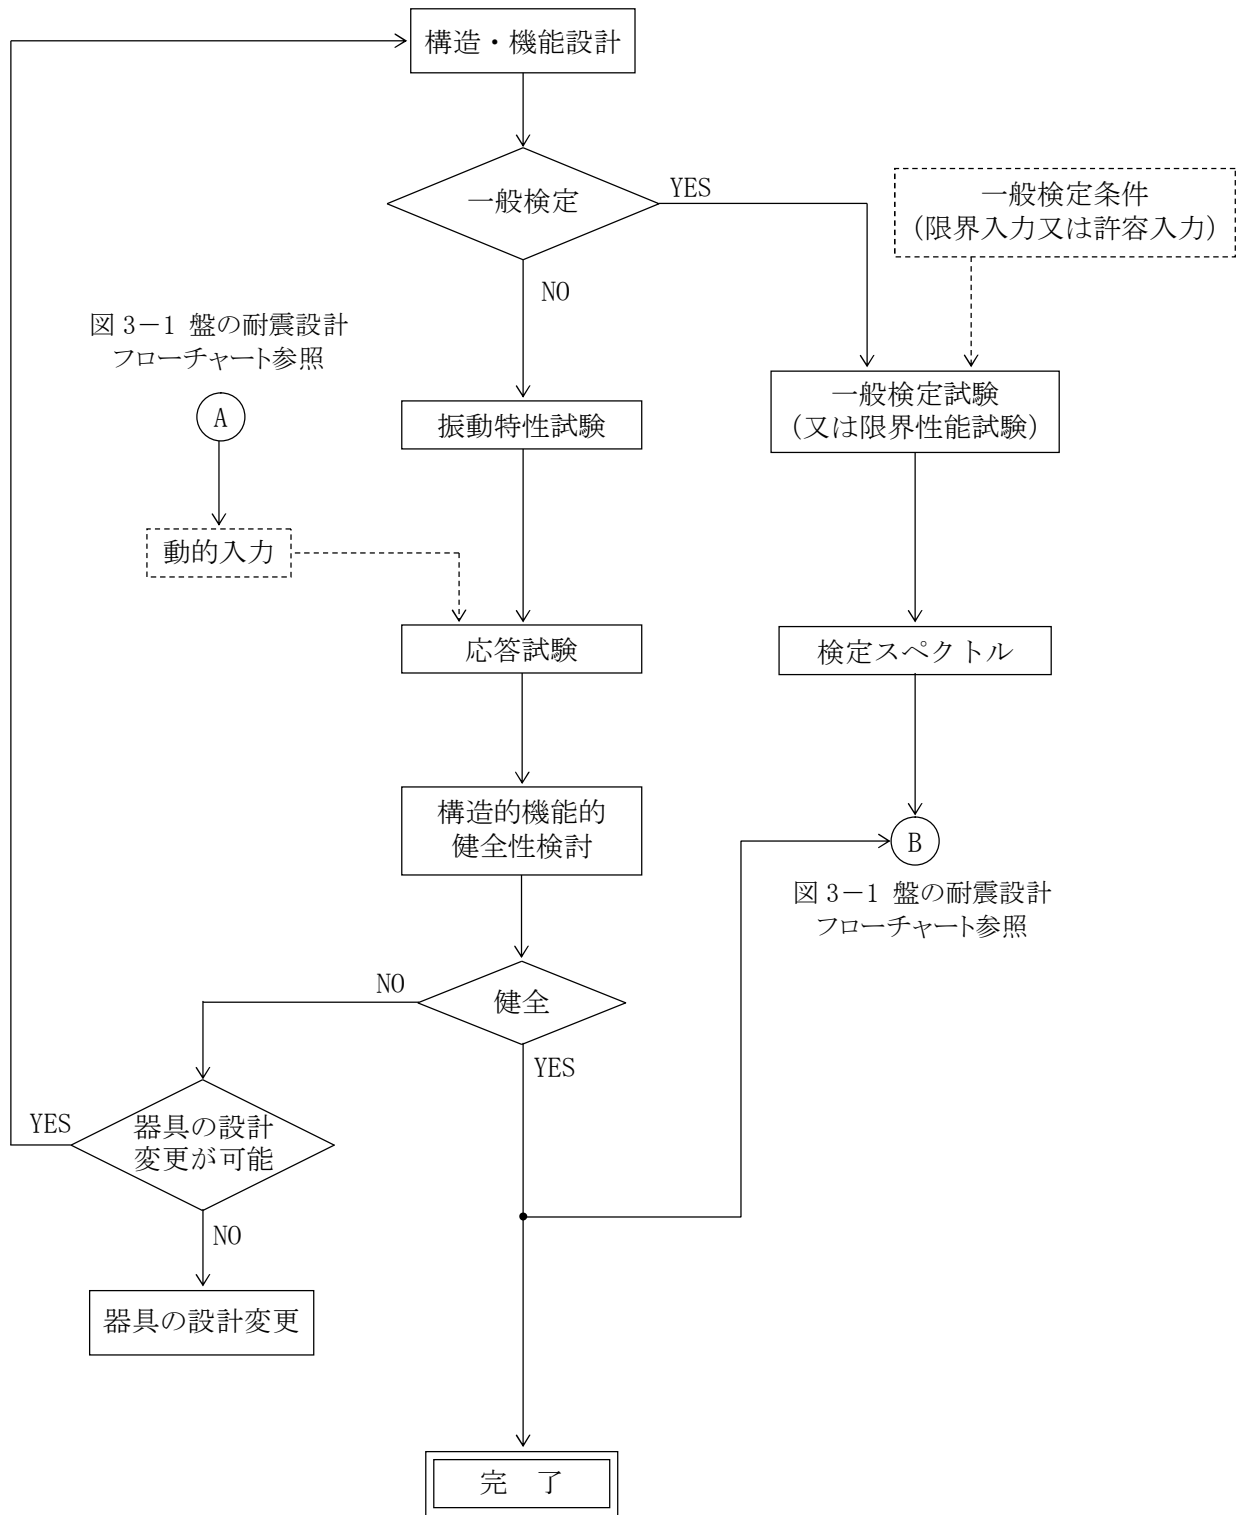 構造・機能設計
一般検定
YES
一般検定条件
(限界入力又は許容入力)
NO
図 3-1 盤の耐震設計
フローチャート参照
A
一般検定試験
(又は限界性能試験)
振動特性試験
動的入力
応答試験
検定スペクトル
構造的機能的
健全性検討
B
図 3-1 盤の耐震設計
フローチャート参照
NO
健全
YES
YES
器具の設計
変更が可能
NO
器具の設計変更
完 了